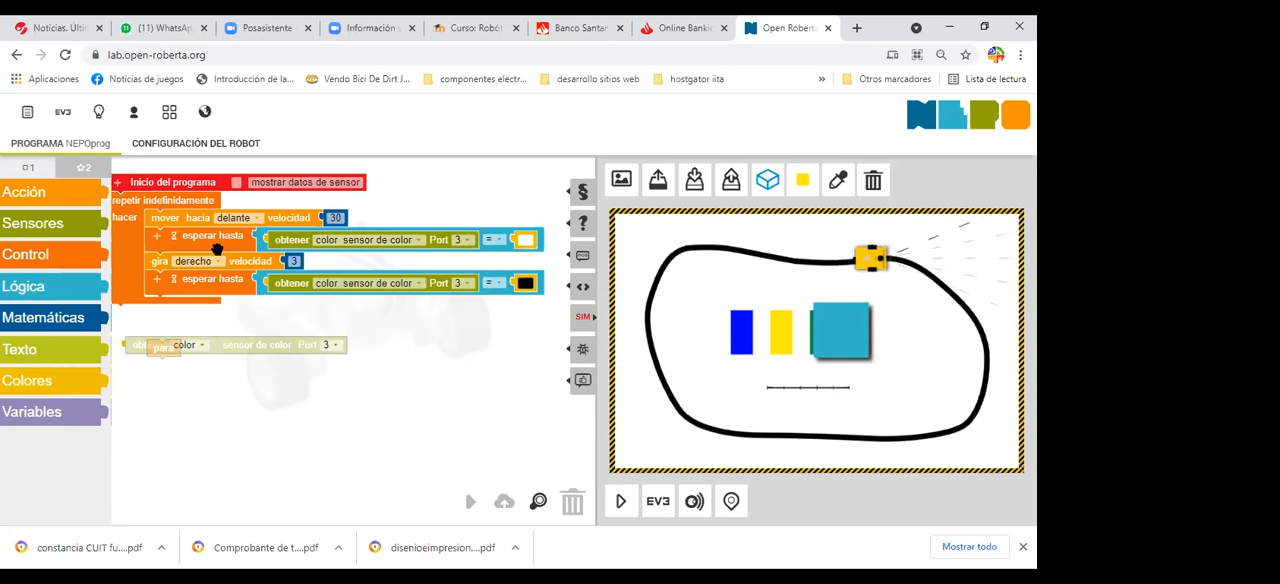 Noticias. Últin
(11) WhatsAp
Posasistente
Información s
Curso: Robót
Banco Santan
Online Bankin
Open Roberta
lab.open-roberta.org
Aplicaciones
Noticias de juegos
Introducción de la...
Vendo Bici De Dirt J...
componentes electr...
desarrollo sitios web
hostgator iita
»
Otros marcadores
Lista de lectura
EV3
PROGRAMA NEPOprog
CONFIGURACIÓN DEL ROBOT
1
2
Acción
Sensores
Control
Lógica
Matemáticas
Texto
Colores
Variables
+ Inicio del programa mostrar datos de sensor
repetir indefinidamente
hacer mover hacia delante velocidad 30
+ esperar hasta obtener color sensor de color Port 3 =
gira derecho velocidad 3
+ esperar hasta obtener color sensor de color Port 3 =
color sensor de color Port 3
para
§
?
SIM
EV3
constancia CUIT fu....pdf
Comprobante de t....pdf
disenioeimpresion....pdf
Mostrar todo